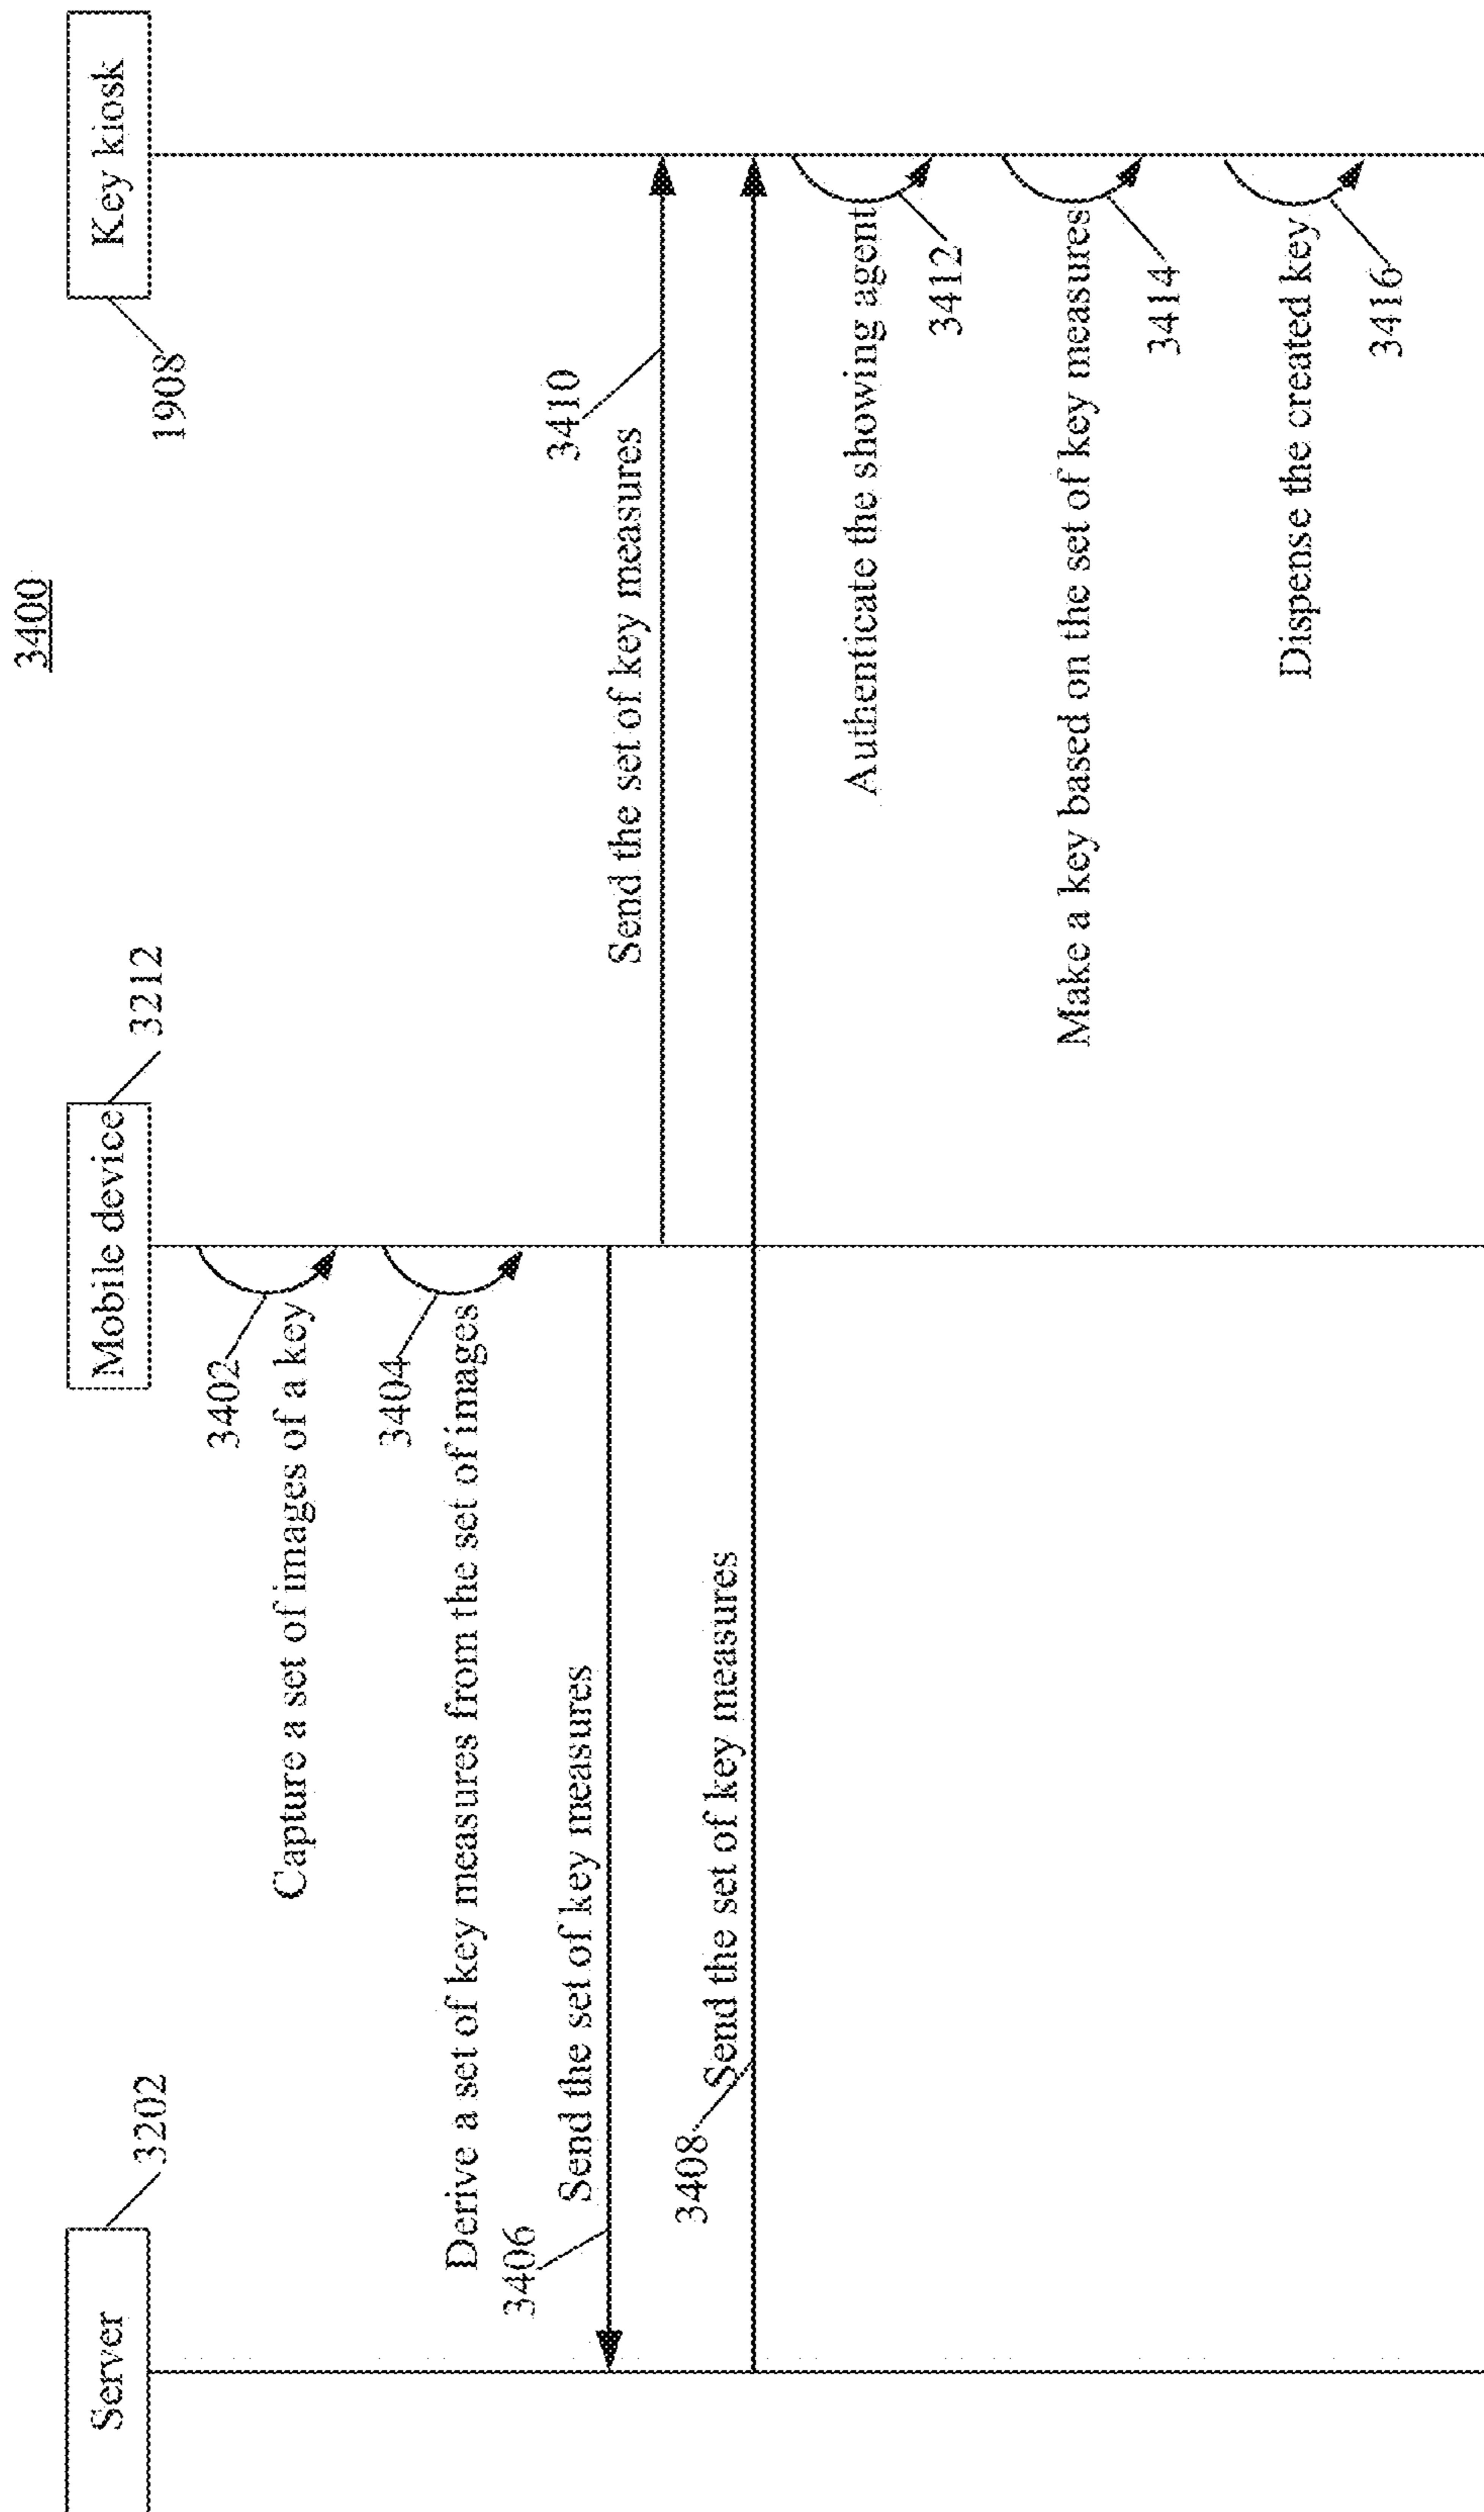 3400
Server
3202
Mobile device
3212
Key kiosk
1908
3402
Capture a set of images of a key
3404
Derive a set of key measures from the set of images
3406
Send the set of key measures
3410
Send the set of key measures
3408
Send the set of key measures
Authenticate the showing agent
3412
Make a key based on the set of key measures
3414
Dispense the created key
3416